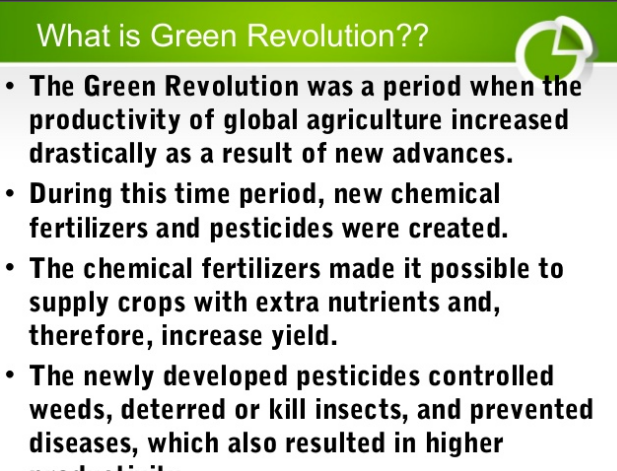 What is Green Revolution??
• The Green Revolution was a period when the
productivity of global agriculture increased
drastically as a result of new advances.
• During this time period, new chemical
fertilizers and pesticides were created.
• The chemical fertilizers made it possible to
supply crops with extra nutrients and,
therefore, increase yield.
• The newly developed pesticides controlled
weeds, deterred or kill insects, and prevented
diseases, which also resulted in higher